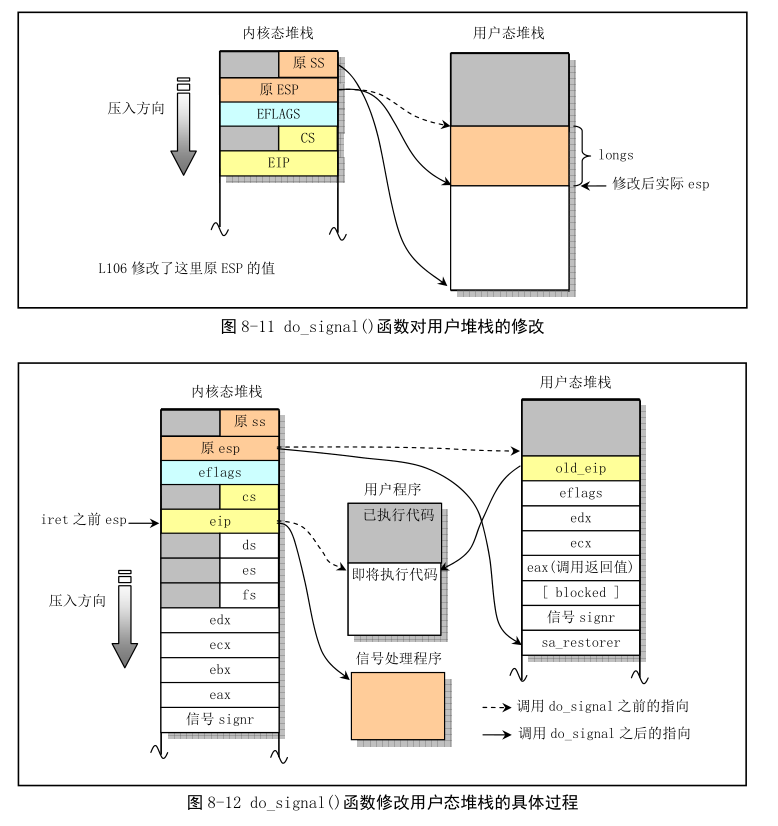 内核态堆栈
用户态堆栈
原 SS
原 ESP
EFLAGS
CS
EIP
压入方向
longs
修改后实际 esp
L106 修改了这里原 ESP 的值
图 8-11 do_signal()函数对用户堆栈的修改
内核态堆栈
用户态堆栈
原 ss
原 esp
eflags
cs
eip
ds
es
fs
edx
ecx
ebx
eax
信号 signr
iret 之前 esp
压入方向
用户程序
已执行代码
即将执行代码
信号处理程序
old_eip
eflags
edx
ecx
eax(调用返回值)
[ blocked ]
信号 signr
sa_restorer
调用 do_signal 之前的指向
调用 do_signal 之后的指向
图 8-12 do_signal()函数修改用户态堆栈的具体过程